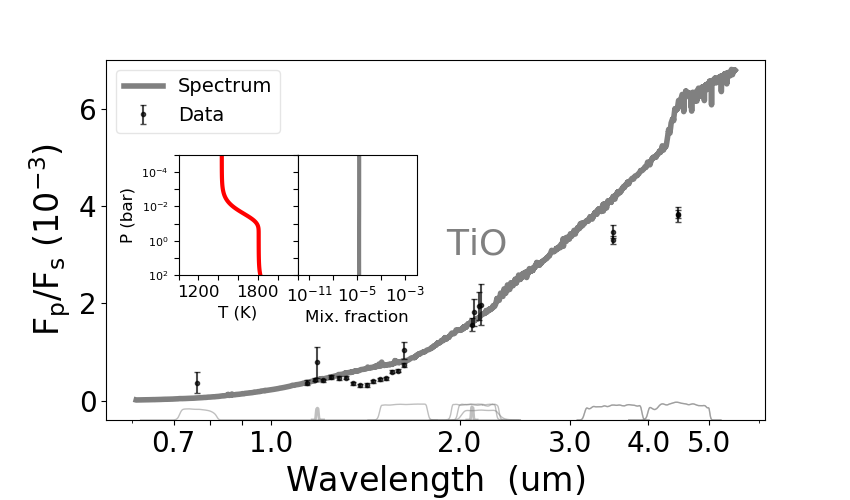 Spectrum
Data
6
4
2
0
F_p/F_s (10^{-3})
10^{-4}
10^{-2}
10^0
10^2
P (bar)
1200 1800
T (K)
10^{-11} 10^{-5} 10^{-3}
Mix. fraction
TiO
0.7 1.0 2.0 3.0 4.0 5.0
Wavelength (um)